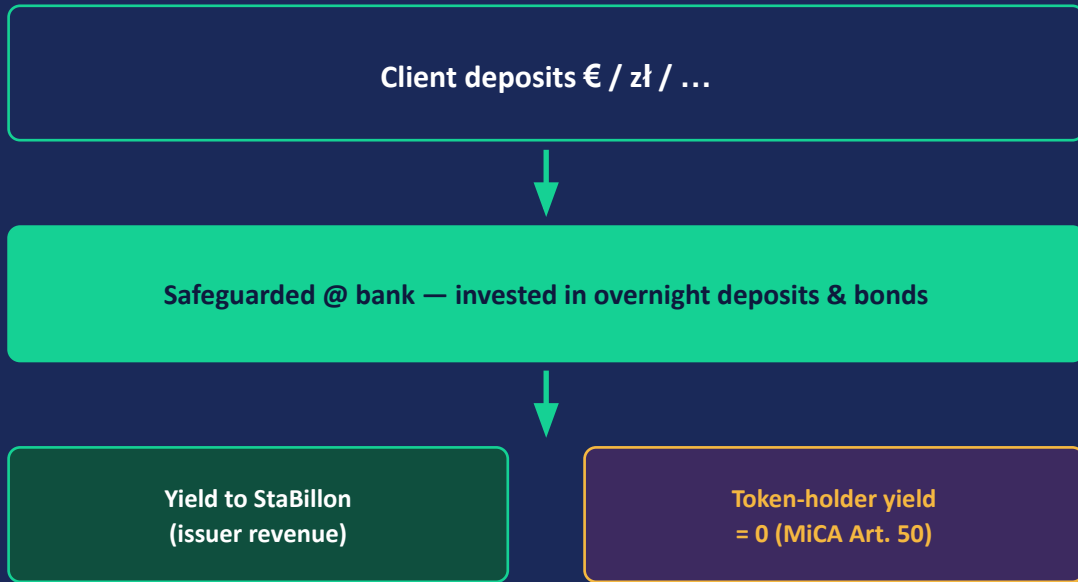 Client deposits € / zł / …
Safeguarded @ bank — invested in overnight deposits & bonds
Yield to StaBillon
(issuer revenue)
Token-holder yield
= 0 (MiCA Art. 50)